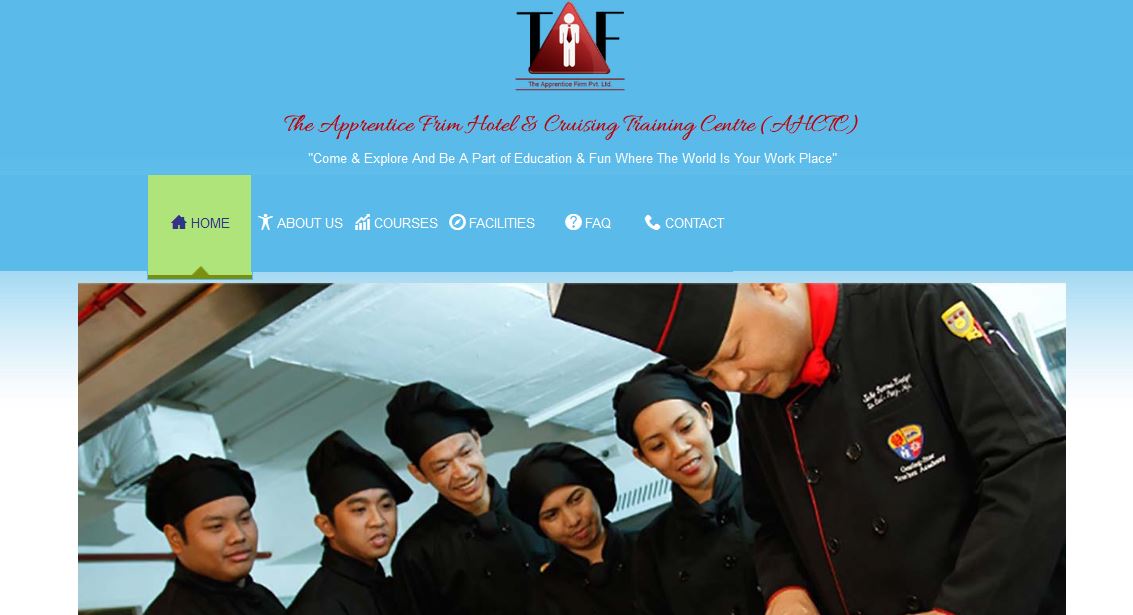 TAF
The Apprentice Firm Pvt. Ltd.
The Apprentice Frim Hotel & Cruising Training Centre (AHCTC)
"Come & Explore And Be A Part of Education & Fun Where The World Is Your Work Place"
HOME ABOUT US COURSES FACILITIES FAQ CONTACT
Academy